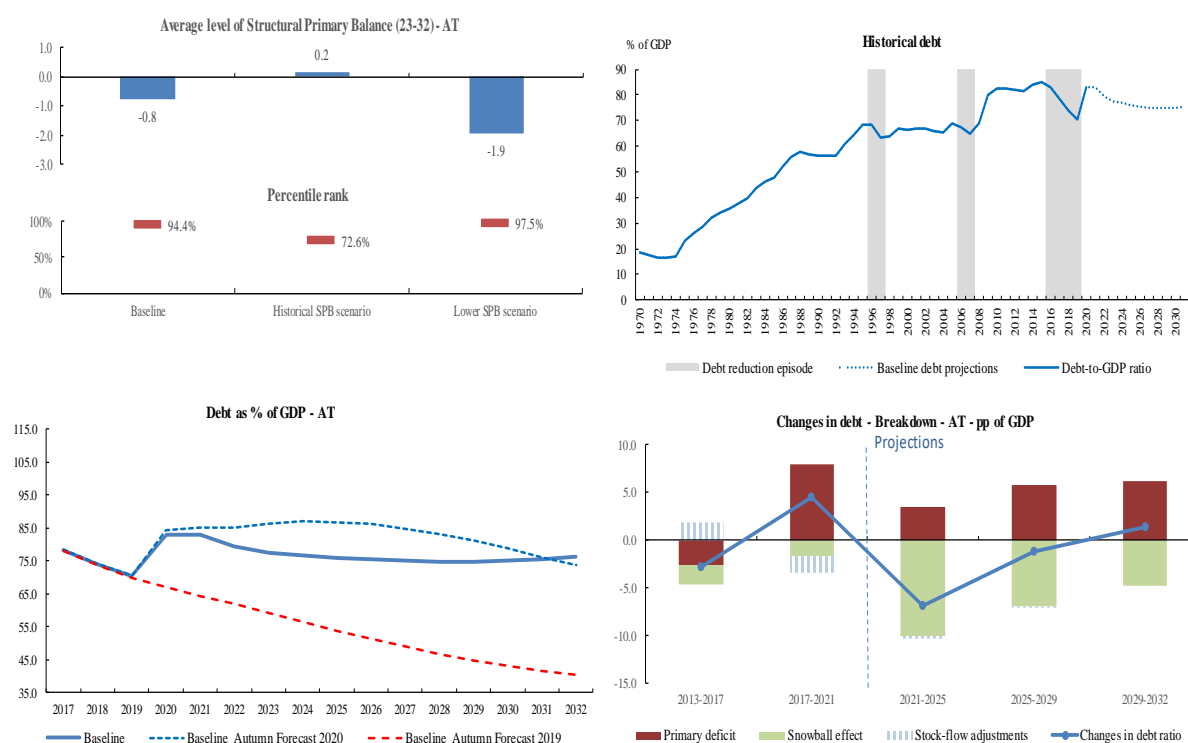 Average level of Structural Primary Balance (23-32) - AT
1.0
0.0
-1.0
-2.0
-3.0
-0.8
0.2
-1.9
Percentile rank
100%
50%
0%
94.4%
72.6%
97.5%
Baseline
Historical SPB scenario
Lower SPB scenario
% of GDP
Historical debt
90
80
70
60
50
40
30
20
10
0
1970 1972 1974 1976 1978 1980 1982 1984 1986 1988 1990 1992 1994 1996 1998 2000 2002 2004 2006 2008 2010 2012 2014 2016 2018 2020 2022 2024 2026 2028 2030
Debt reduction episode Baseline debt projections Debt-to-GDP ratio
Debt as % of GDP - AT
115.0
105.0
95.0
85.0
75.0
65.0
55.0
45.0
35.0
2017 2018 2019 2020 2021 2022 2023 2024 2025 2026 2027 2028 2029 2030 2031 2032
Baseline Baseline Autumn Forecast 2020 Baseline Autumn Forecast 2019
Changes in debt - Breakdown - AT - pp of GDP
Projections
10.0
5.0
0.0
-5.0
-10.0
-15.0
2013-2017 2017-2021 2021-2025 2025-2029 2029-2032
Primary deficit Snowball effect Stock-flow adjustments Changes in debt ratio